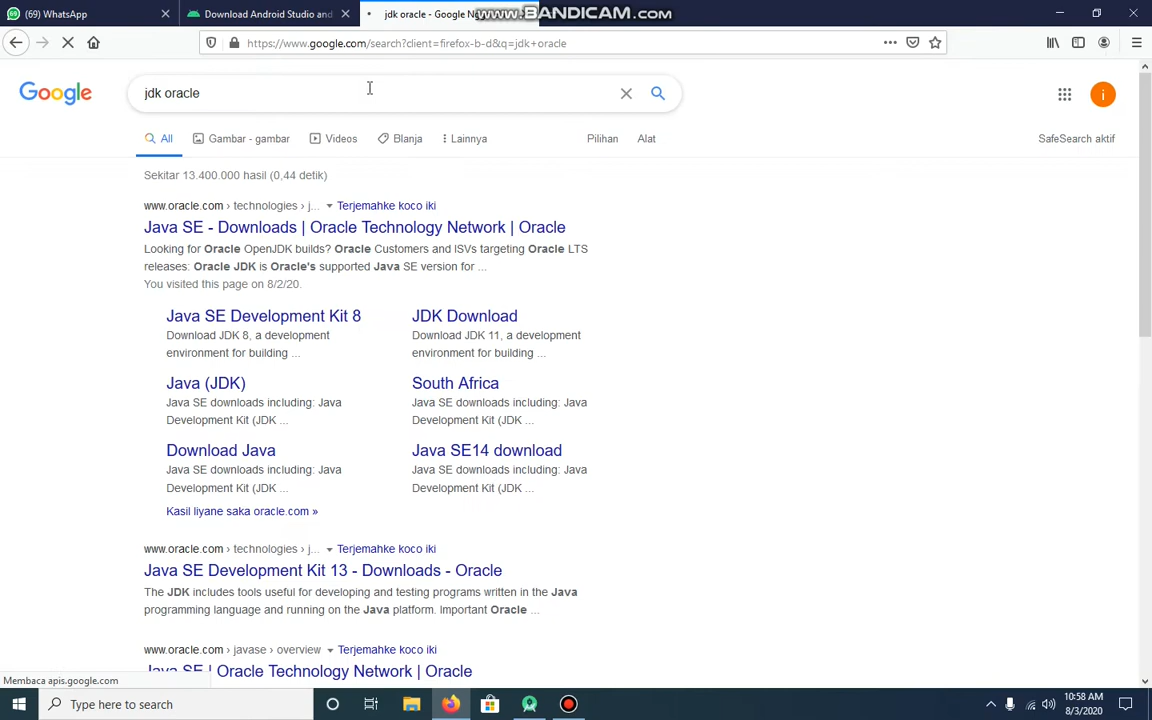 (69) WhatsApp
Download Android Studio and
jdk oracle - Google
www.BANDICAM.com
https://www.google.com/search?client=firefox-b-d&q=jdk+oracle
Google
jdk oracle
i
All
Gambar - gambar
Videos
Blanja
Lainnya
Pilihan
Alat
SafeSearch aktif
Sekitar 13.400.000 hasil (0,44 detik)
www.oracle.com › technologies › j... Terjemahke koco iki
Java SE - Downloads | Oracle Technology Network | Oracle
Looking for Oracle OpenJDK builds? Oracle Customers and ISVs targeting Oracle LTS
releases: Oracle JDK is Oracle's supported Java SE version for ...
You visited this page on 8/2/20.
Java SE Development Kit 8
Download JDK 8, a development
environment for building ...
JDK Download
Download JDK 11, a development
environment for building ...
Java (JDK)
Java SE downloads including: Java
Development Kit (JDK ...
South Africa
Java SE downloads including: Java
Development Kit (JDK ...
Download Java
Java SE downloads including: Java
Development Kit (JDK ...
Java SE14 download
Java SE downloads including: Java
Development Kit (JDK ...
Kasil liyane saka oracle.com »
www.oracle.com › technologies › j... Terjemahke koco iki
Java SE Development Kit 13 - Downloads - Oracle
The JDK includes tools useful for developing and testing programs written in the Java
programming language and running on the Java platform. Important Oracle ...
www.oracle.com › javase › overview Terjemahke koco iki
Java SE | Oracle Technology Network | Oracle
Membaca apis.google.com
Type here to search
10:58 AM
8/3/2020